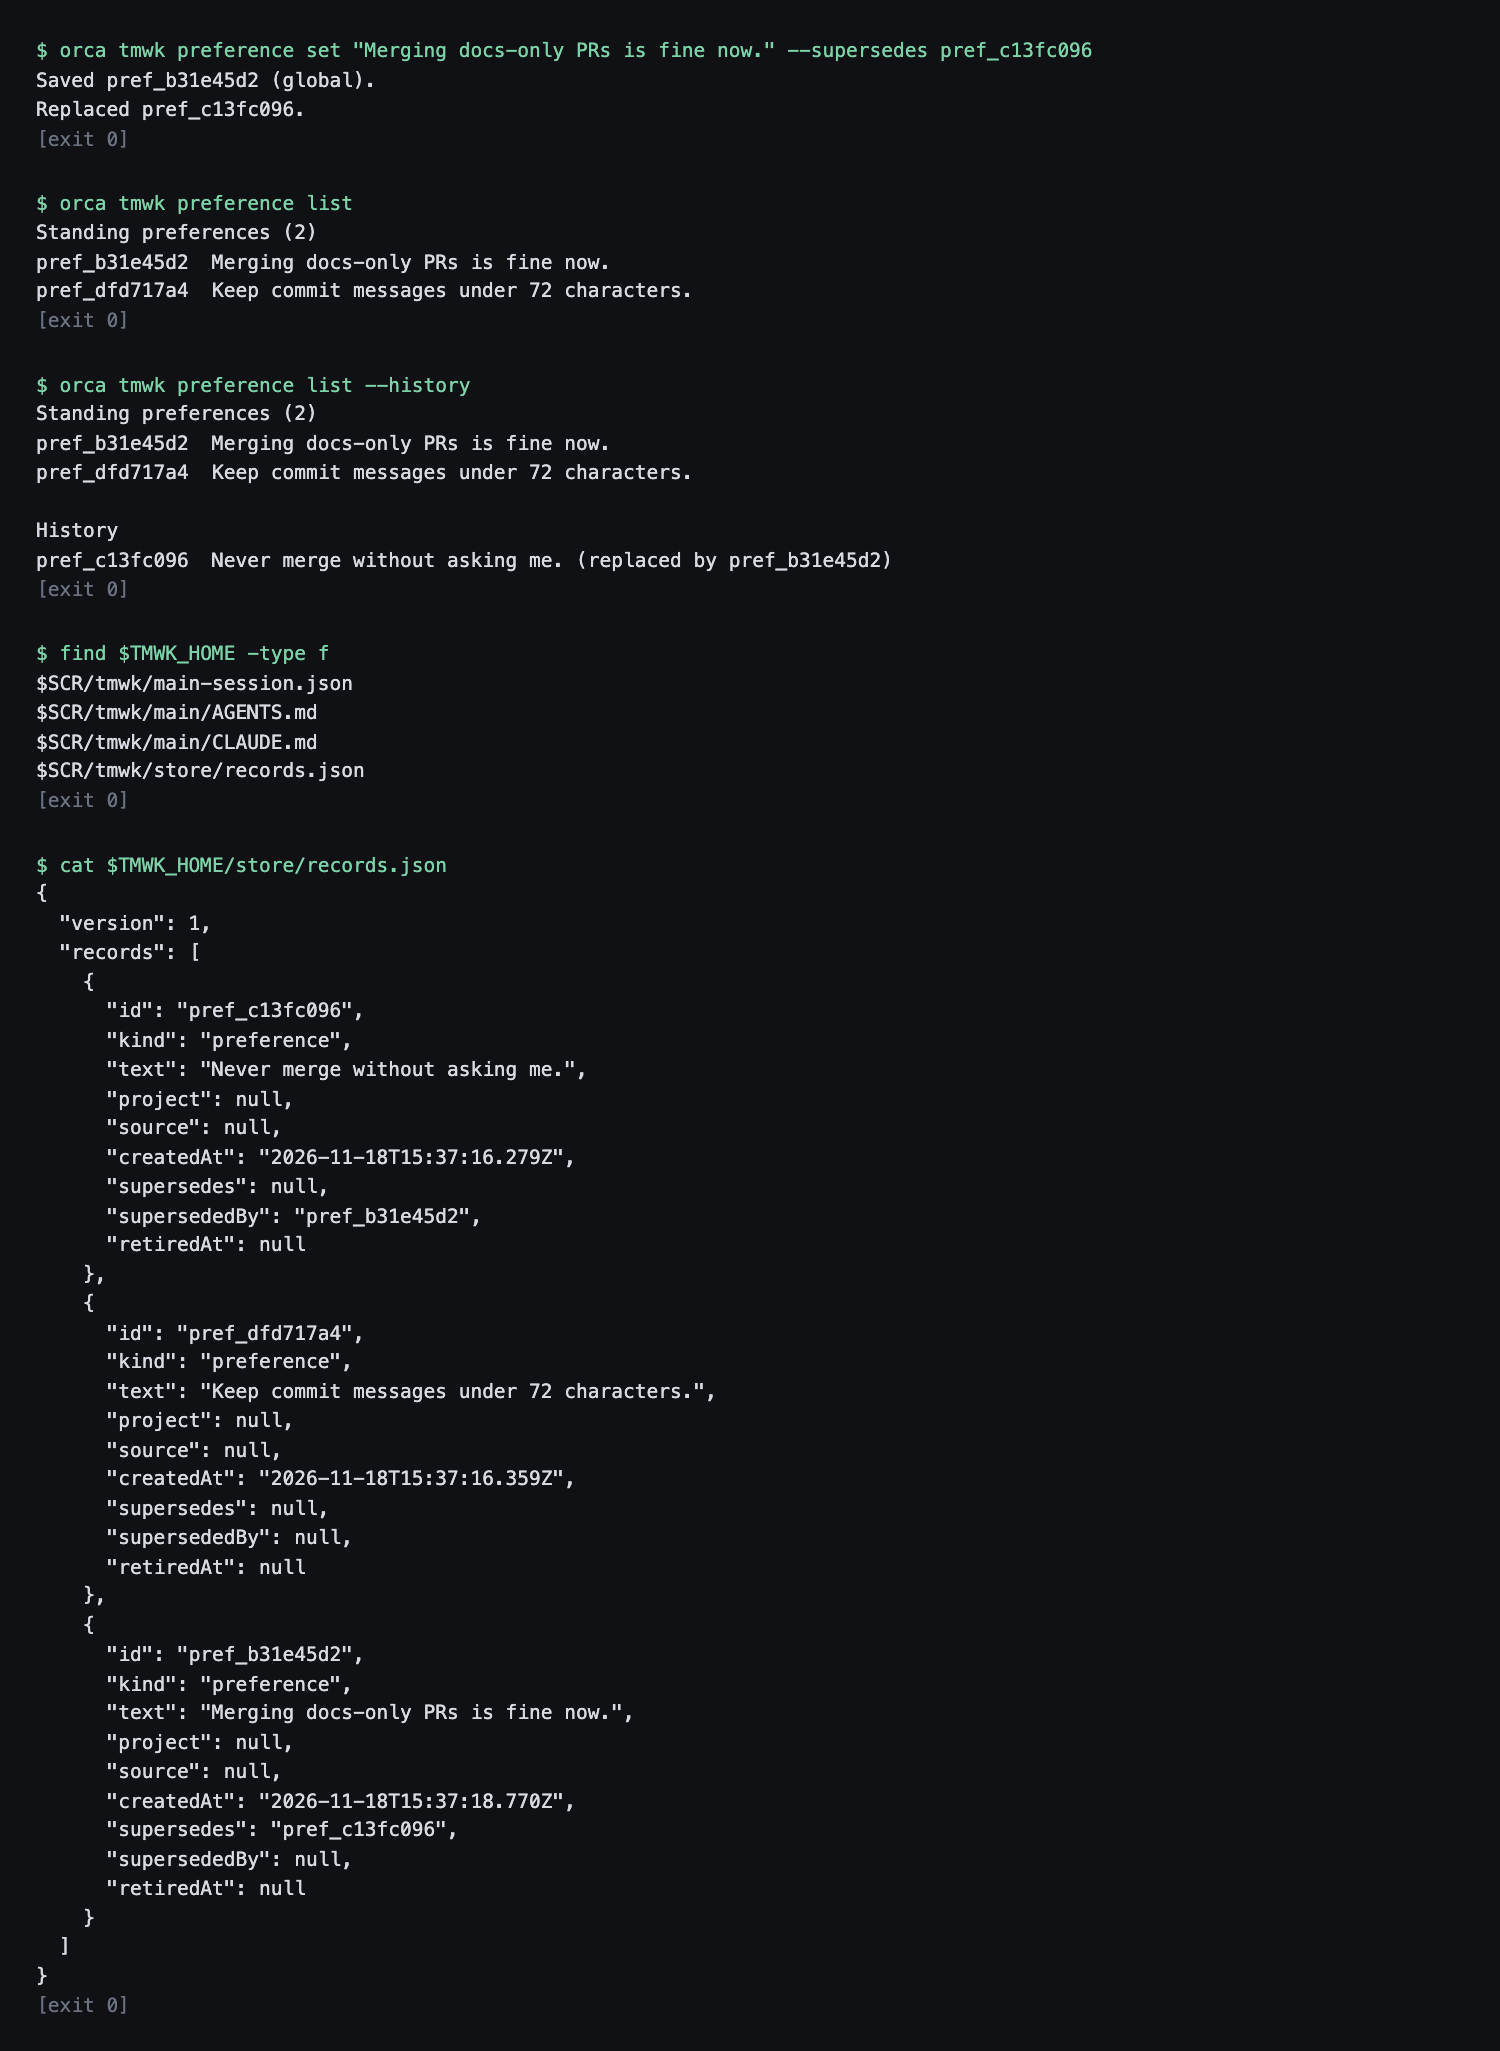 $ orca tmwk preference set "Merging docs-only PRs is fine now." --supersedes pref_c13fc096
Saved pref_b31e45d2 (global).
Replaced pref_c13fc096.
[exit 0]
$ orca tmwk preference list
Standing preferences (2)
pref_b31e45d2  Merging docs-only PRs is fine now.
pref_dfd717a4  Keep commit messages under 72 characters.
[exit 0]
$ orca tmwk preference list --history
Standing preferences (2)
pref_b31e45d2  Merging docs-only PRs is fine now.
pref_dfd717a4  Keep commit messages under 72 characters.
History
pref_c13fc096  Never merge without asking me. (replaced by pref_b31e45d2)
[exit 0]
$ find $TMWK_HOME -type f
$SCR/tmwk/main-session.json
$SCR/tmwk/main/AGENTS.md
$SCR/tmwk/main/CLAUDE.md
$SCR/tmwk/store/records.json
[exit 0]
$ cat $TMWK_HOME/store/records.json
{
  "version": 1,
  "records": [
    {
      "id": "pref_c13fc096",
      "kind": "preference",
      "text": "Never merge without asking me.",
      "project": null,
      "source": null,
      "createdAt": "2026-11-18T15:37:16.279Z",
      "supersedes": null,
      "supersededBy": "pref_b31e45d2",
      "retiredAt": null
    },
    {
      "id": "pref_dfd717a4",
      "kind": "preference",
      "text": "Keep commit messages under 72 characters.",
      "project": null,
      "source": null,
      "createdAt": "2026-11-18T15:37:16.359Z",
      "supersedes": null,
      "supersededBy": null,
      "retiredAt": null
    },
    {
      "id": "pref_b31e45d2",
      "kind": "preference",
      "text": "Merging docs-only PRs is fine now.",
      "project": null,
      "source": null,
      "createdAt": "2026-11-18T15:37:18.770Z",
      "supersedes": "pref_c13fc096",
      "supersededBy": null,
      "retiredAt": null
    }
  ]
}
[exit 0]